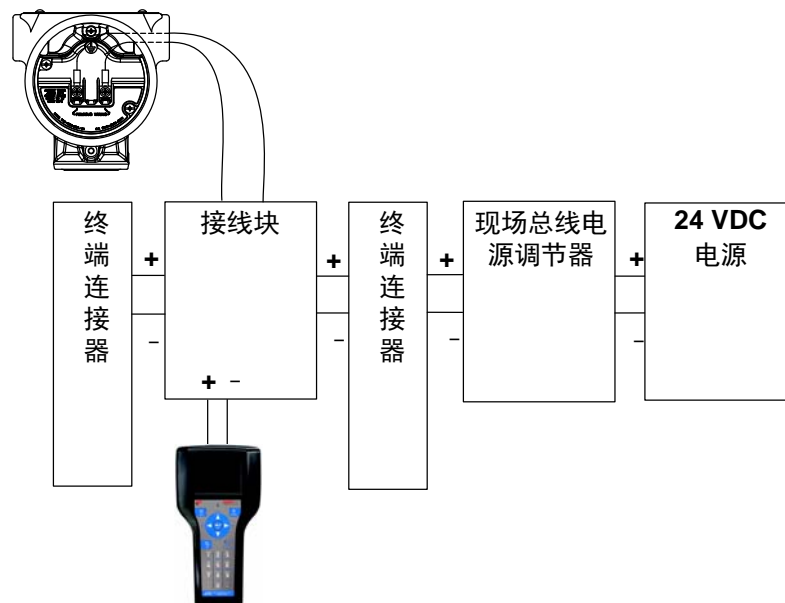 终
端
连
接
器
接线块
终
端
连
接
器
现场总线电
源调节器
24 VDC
电源
+
−
+
−
+
−
+
−
+ −